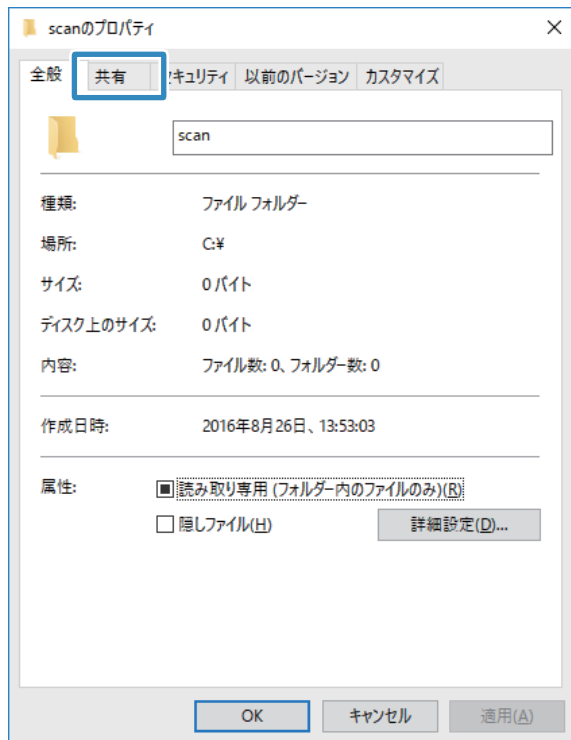 scanのプロパティ
全般 共有 キュリティ 以前のバージョン カスタマイズ
scan
種類: ファイル フォルダー
場所: C:¥
サイズ: 0 バイト
ディスク上のサイズ: 0 バイト
内容: ファイル数: 0、フォルダー数: 0
作成日時: 2016年8月26日、13:53:03
属性: 読み取り専用 (フォルダー内のファイルのみ)(R)
隠しファイル(H) 詳細設定(D)...
OK キャンセル 適用(A)